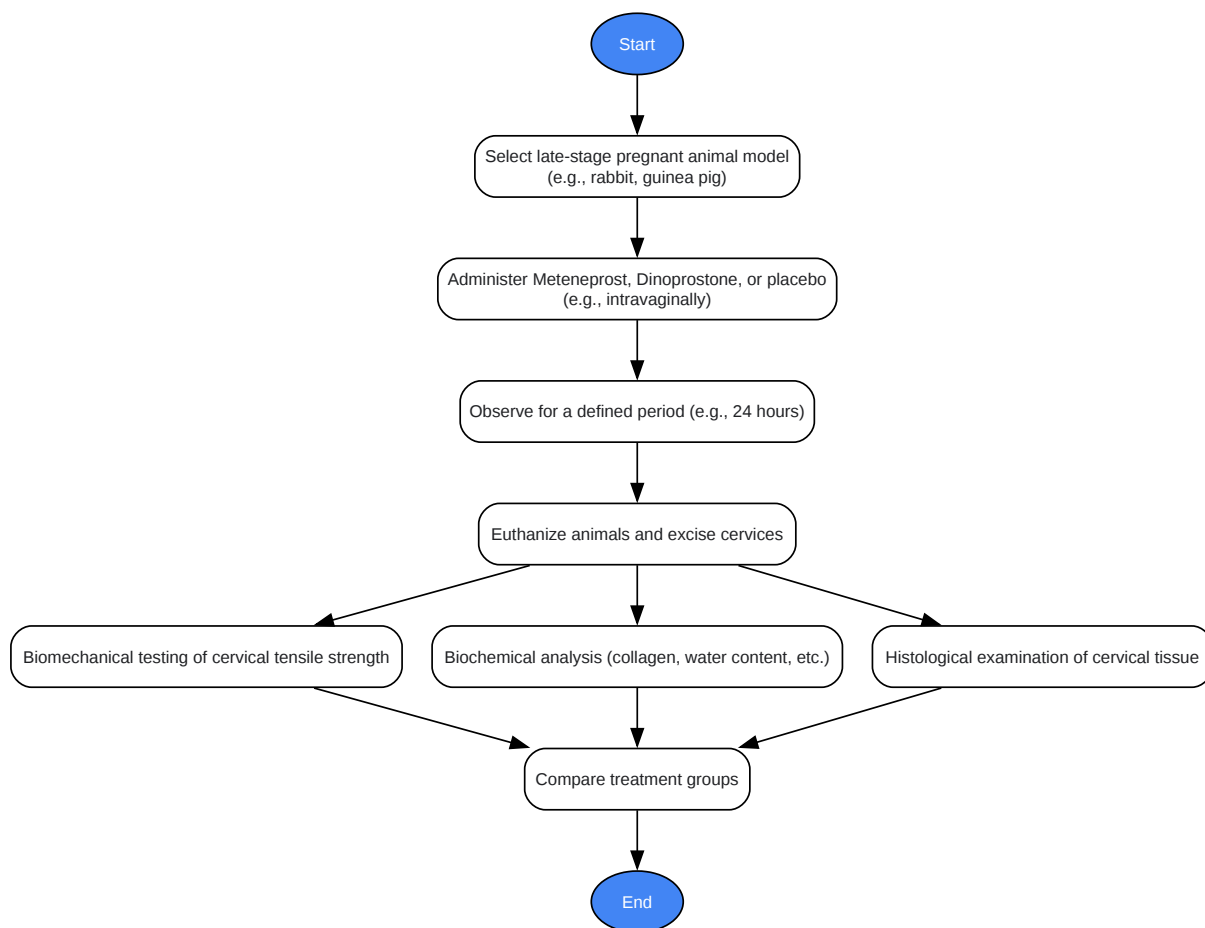 Start
Select late-stage pregnant animal model
(e.g., rabbit, guinea pig)
Administer Meteneprost, Dinoprostone, or placebo
(e.g., intravaginally)
Observe for a defined period (e.g., 24 hours)
Euthanize animals and excise cervices
Biomechanical testing of cervical tensile strength
Biochemical analysis (collagen, water content, etc.)
Histological examination of cervical tissue
Compare treatment groups
End